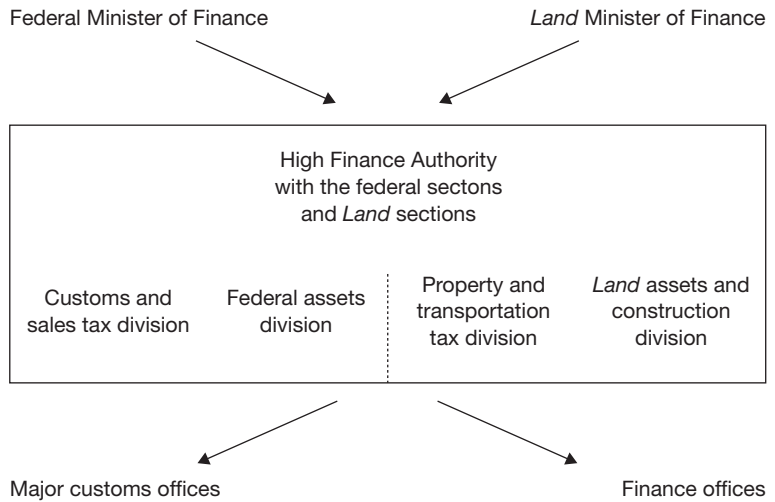 Federal Minister of Finance
Land Minister of Finance
High Finance Authority
with the federal sectons
and Land sections
Customs and
sales tax division
Federal assets
division
Property and
transportation
tax division
Land assets and
construction
division
Major customs offices
Finance offices